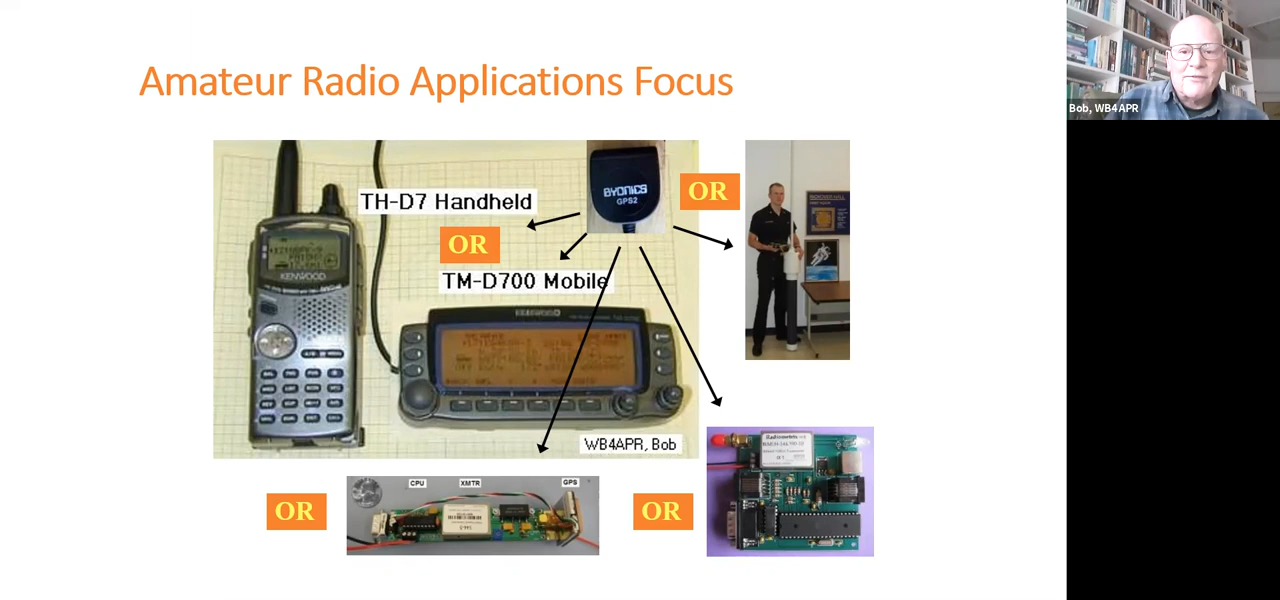 Amateur Radio Applications Focus
Bob, WB4APR
BYONICS
GPS2
OR
TH-D7 Handheld
OR
TM-D700 Mobile
KENWOOD
WB4APR, Bob
OR
CPU
XMTR
GPS
OR